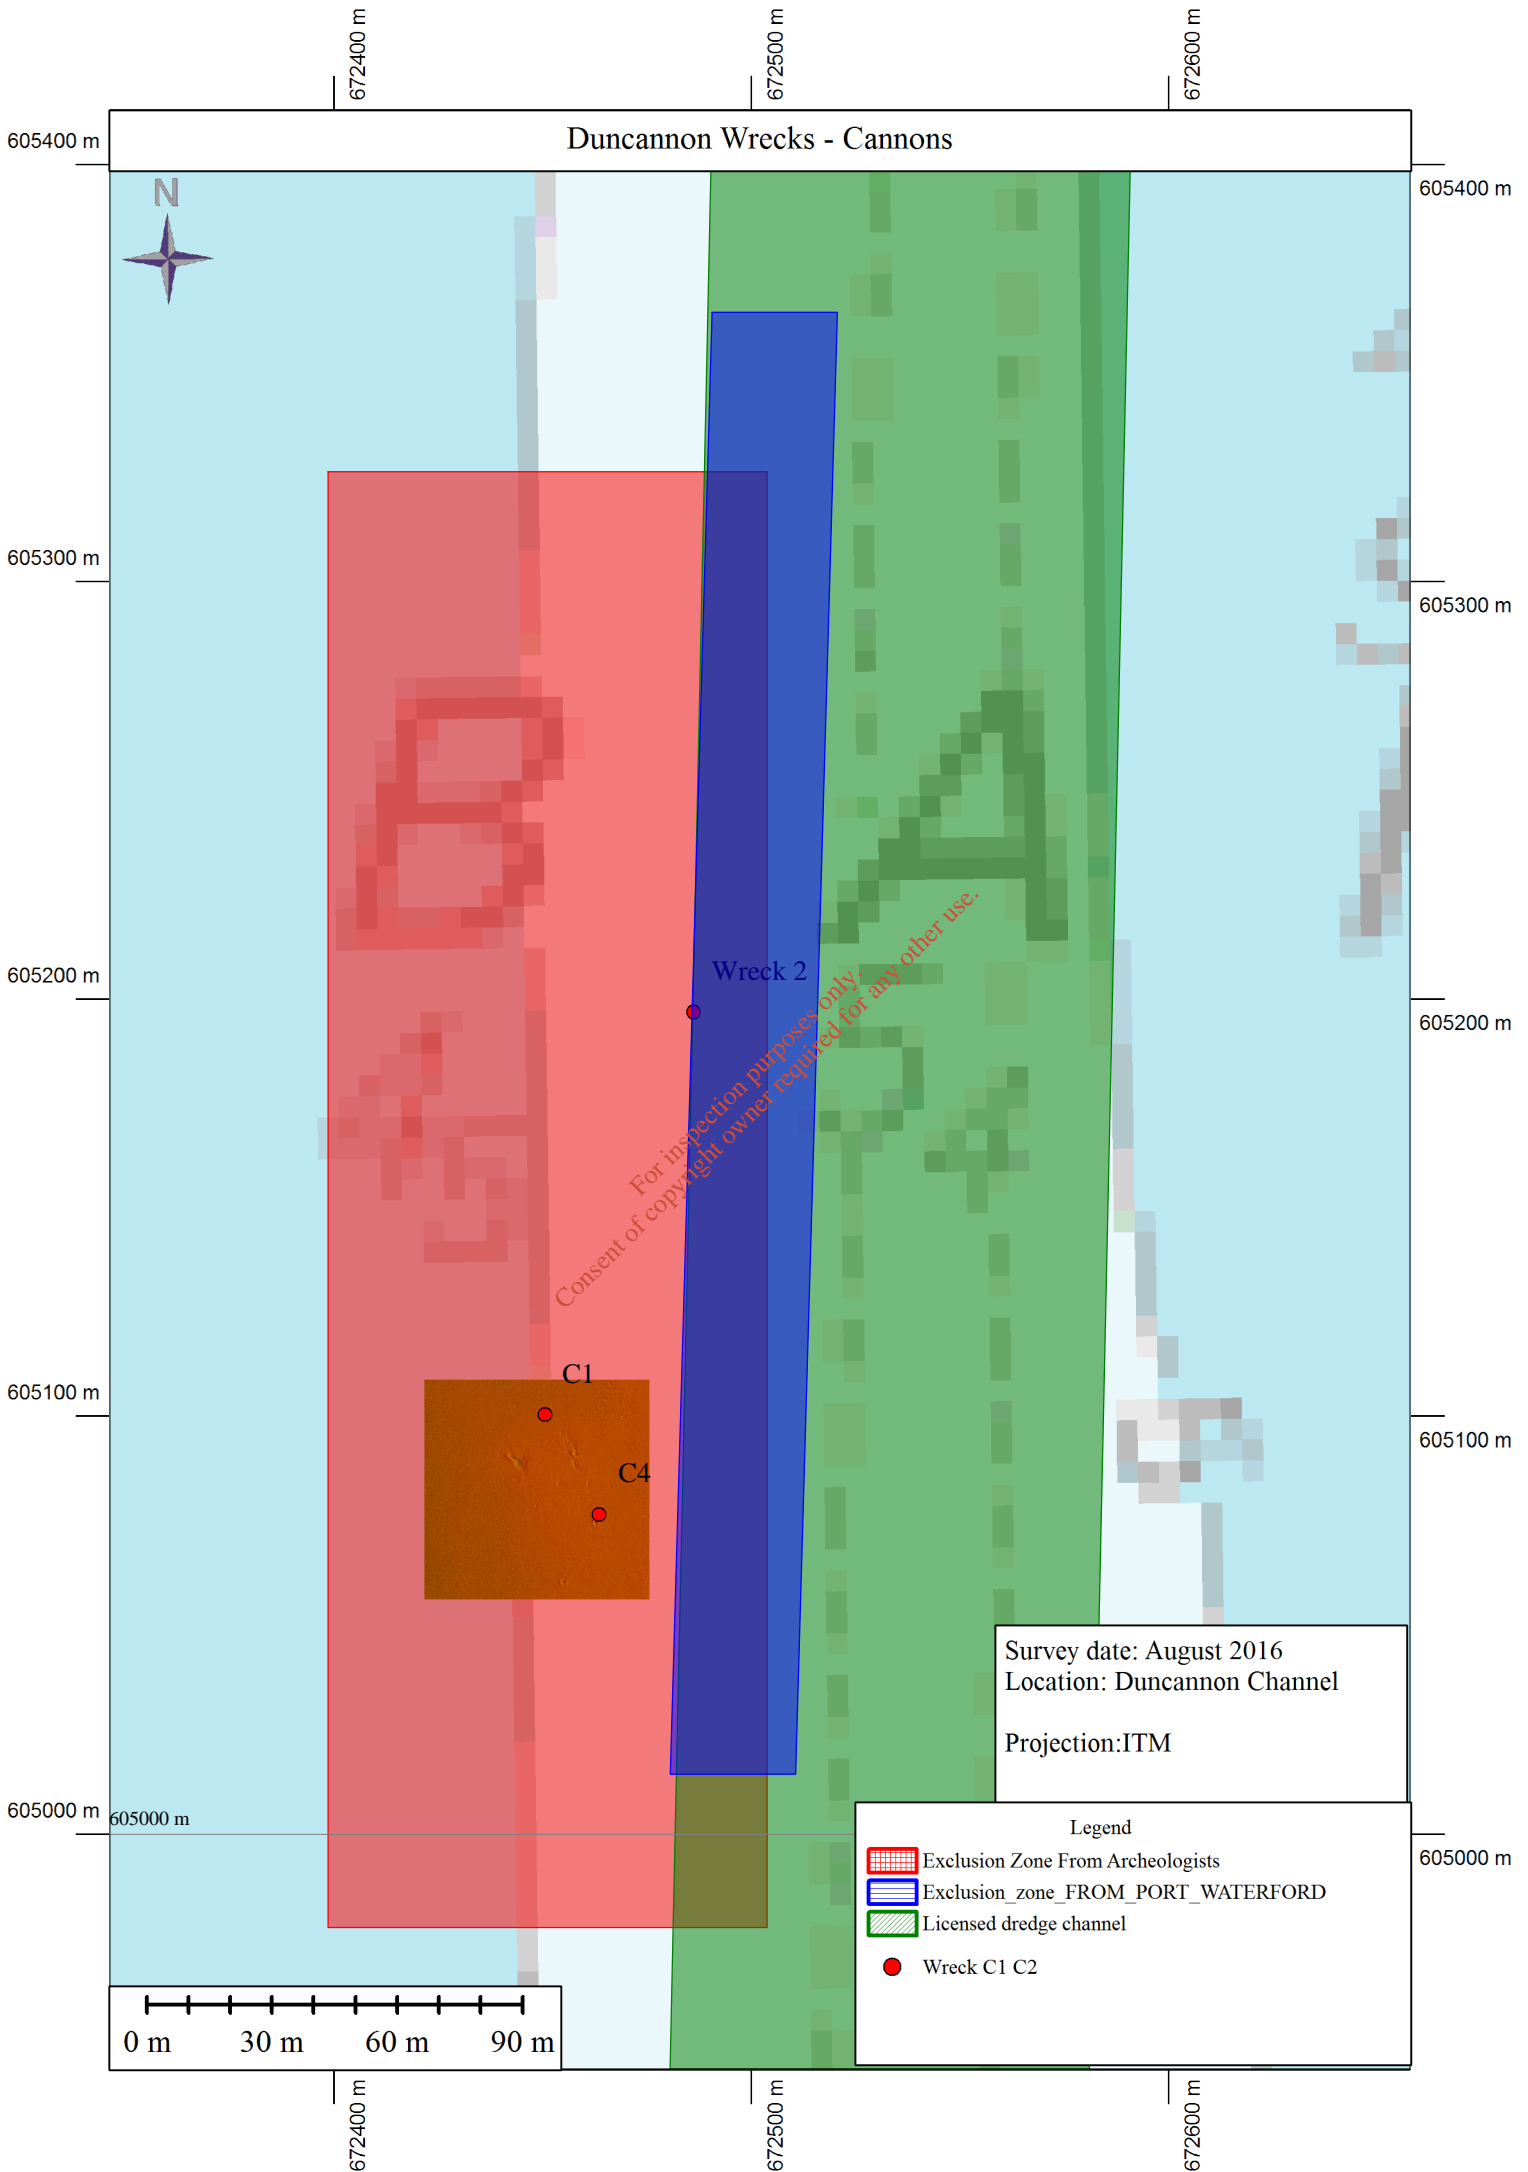 672400 m
672500 m
672600 m
Duncannon Wrecks - Cannons
605400 m
605400 m
N
605300 m
605300 m
B
A
Wreck 2
605200 m
605200 m
For inspection purposes only.
Consent of copyright owner required for any other use.
C1
605100 m
605100 m
C4
Survey date: August 2016
Location: Duncannon Channel
Projection:ITM
605000 m
605000 m
605000 m
Legend
Exclusion Zone From Archeologists
Exclusion_zone_FROM_PORT_WATERFORD
Licensed dredge channel
Wreck C1 C2
0 m 30 m 60 m 90 m
672400 m
672500 m
672600 m